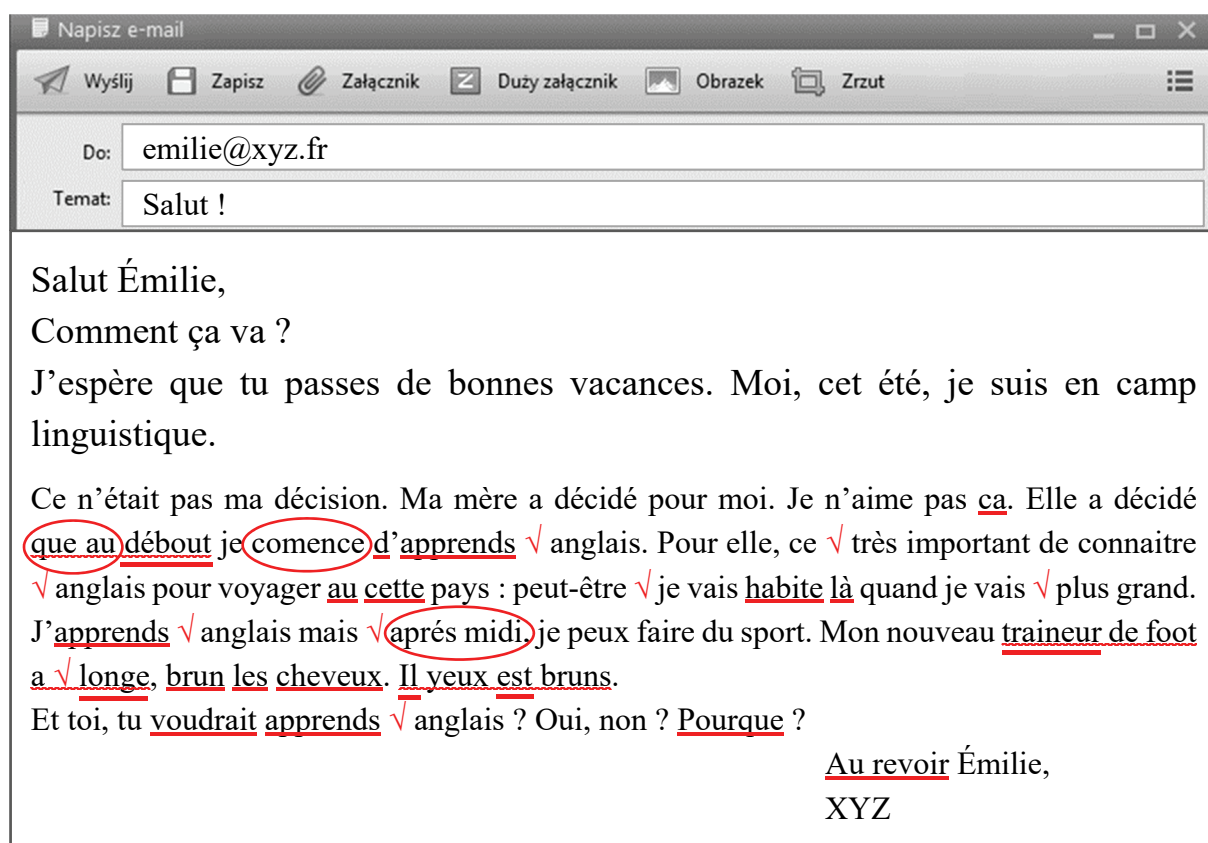 Napisz e-mail
Wyślij Zapisz Załącznik Duży załącznik Obrazek Zrzut
Do: emilie@xyz.fr
Temat: Salut !
Salut Émilie,
Comment ça va ?
J’espère que tu passes de bonnes vacances. Moi, cet été, je suis en camp
linguistique.
Ce n’était pas ma décision. Ma mère a décidé pour moi. Je n’aime pas ca. Elle a décidé
que au débout je comence d’apprends √ anglais. Pour elle, ce √ très important de connaitre
√ anglais pour voyager au cette pays : peut-être √ je vais habite là quand je vais √ plus grand.
J’apprends √ anglais mais √ aprés midi, je peux faire du sport. Mon nouveau traineur de foot
a √ longe, brun les cheveux. Il yeux est bruns.
Et toi, tu voudrait apprends √ anglais ? Oui, non ? Pourque ?
Au revoir Émilie,
XYZ